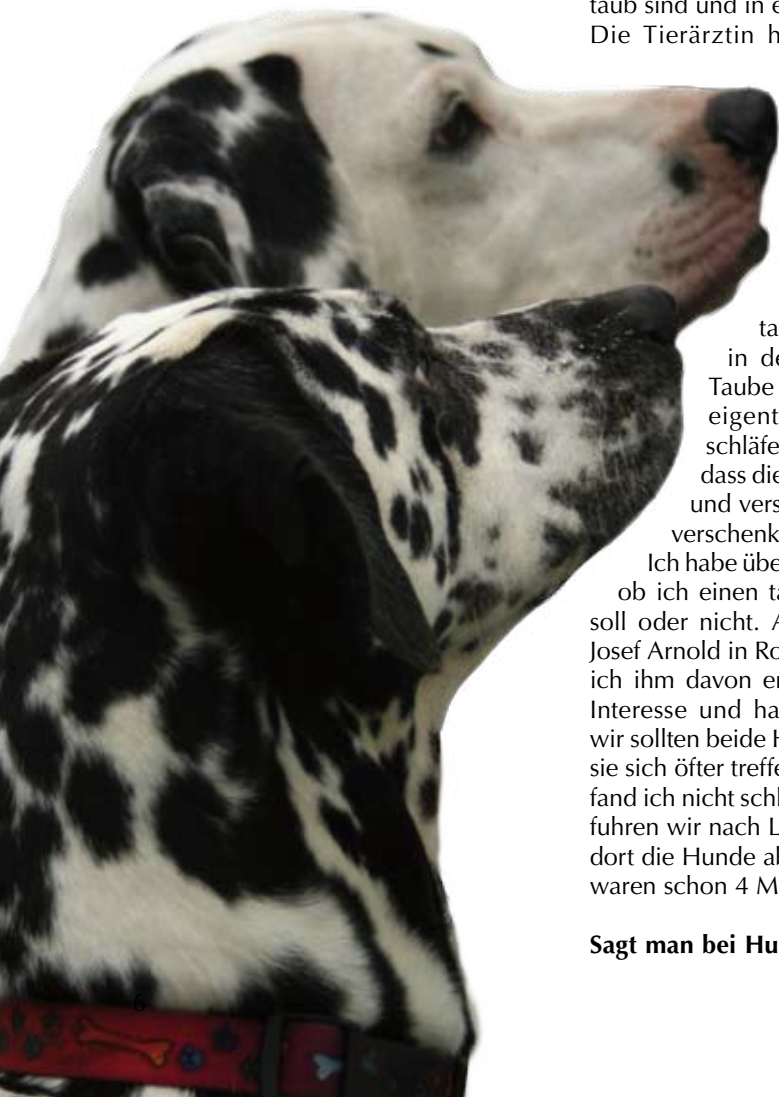 taub sind und in e
Die Tierärztin h
ta
in de
Taube
eigent
schläfe
dass die
und vers
verschenk
Ich habe übe
ob ich einen ta
soll oder nicht. A
Josef Arnold in Ro
ich ihm davon er
Interesse und ha
wir sollten beide H
sie sich öfter treffe
fand ich nicht schl
fuhren wir nach L
dort die Hunde ab
waren schon 4 M
Sagt man bei Hu
6